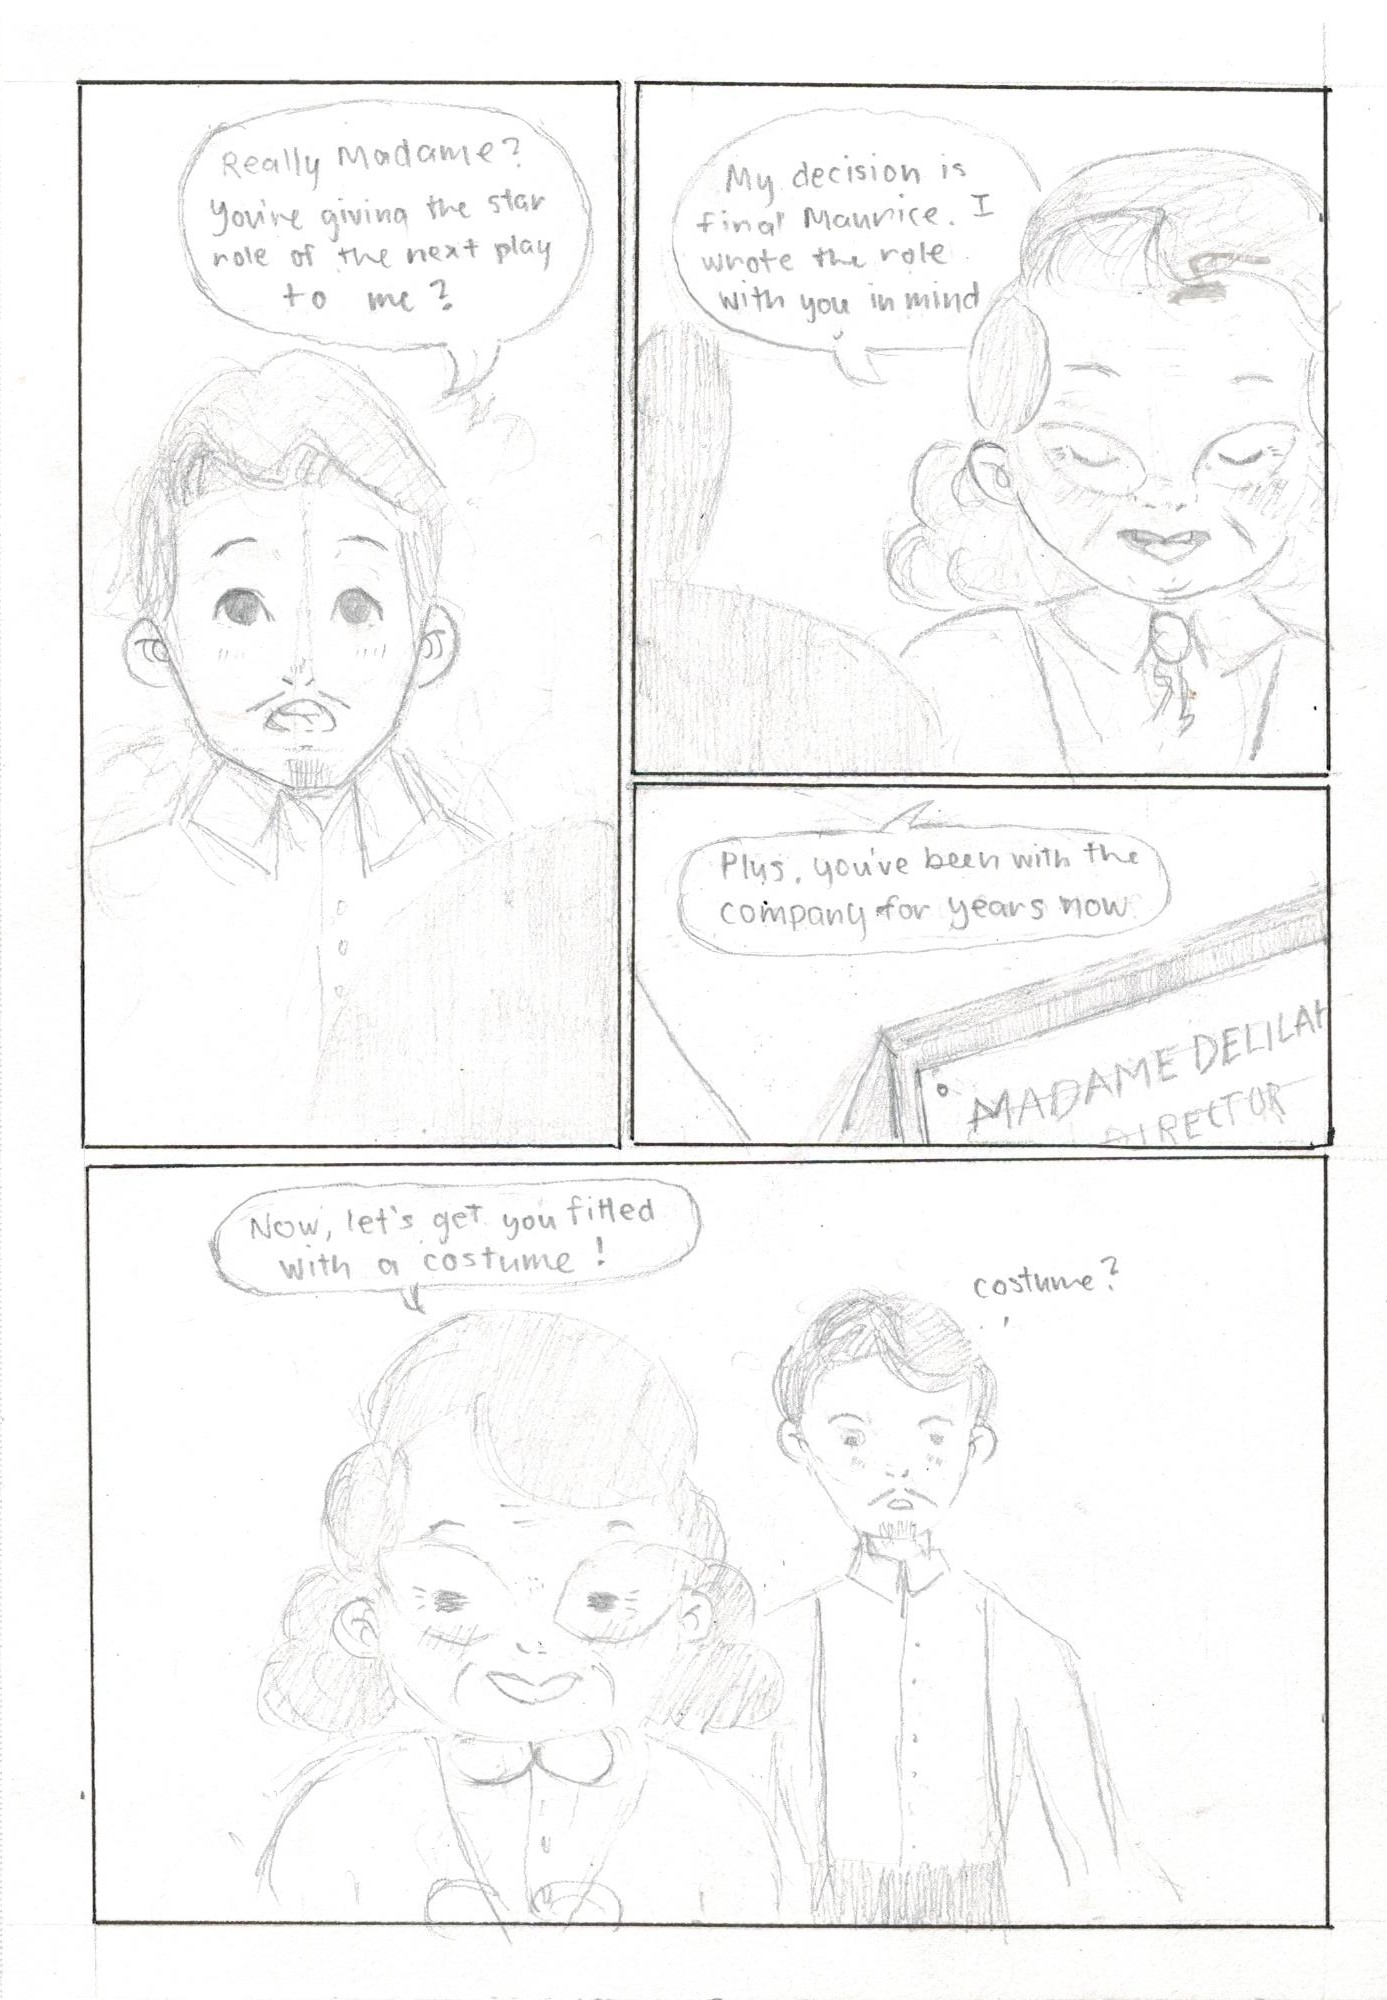 Really Madame?
You're giving the star
role of the next play
to me?
My decision is
final Maurice. I
wrote the role
with you in mind
Plus, you've been with the
company for years now
MADAME DELILAH
DIRECTOR
Now, let's get you fitted
with a costume!
costume?